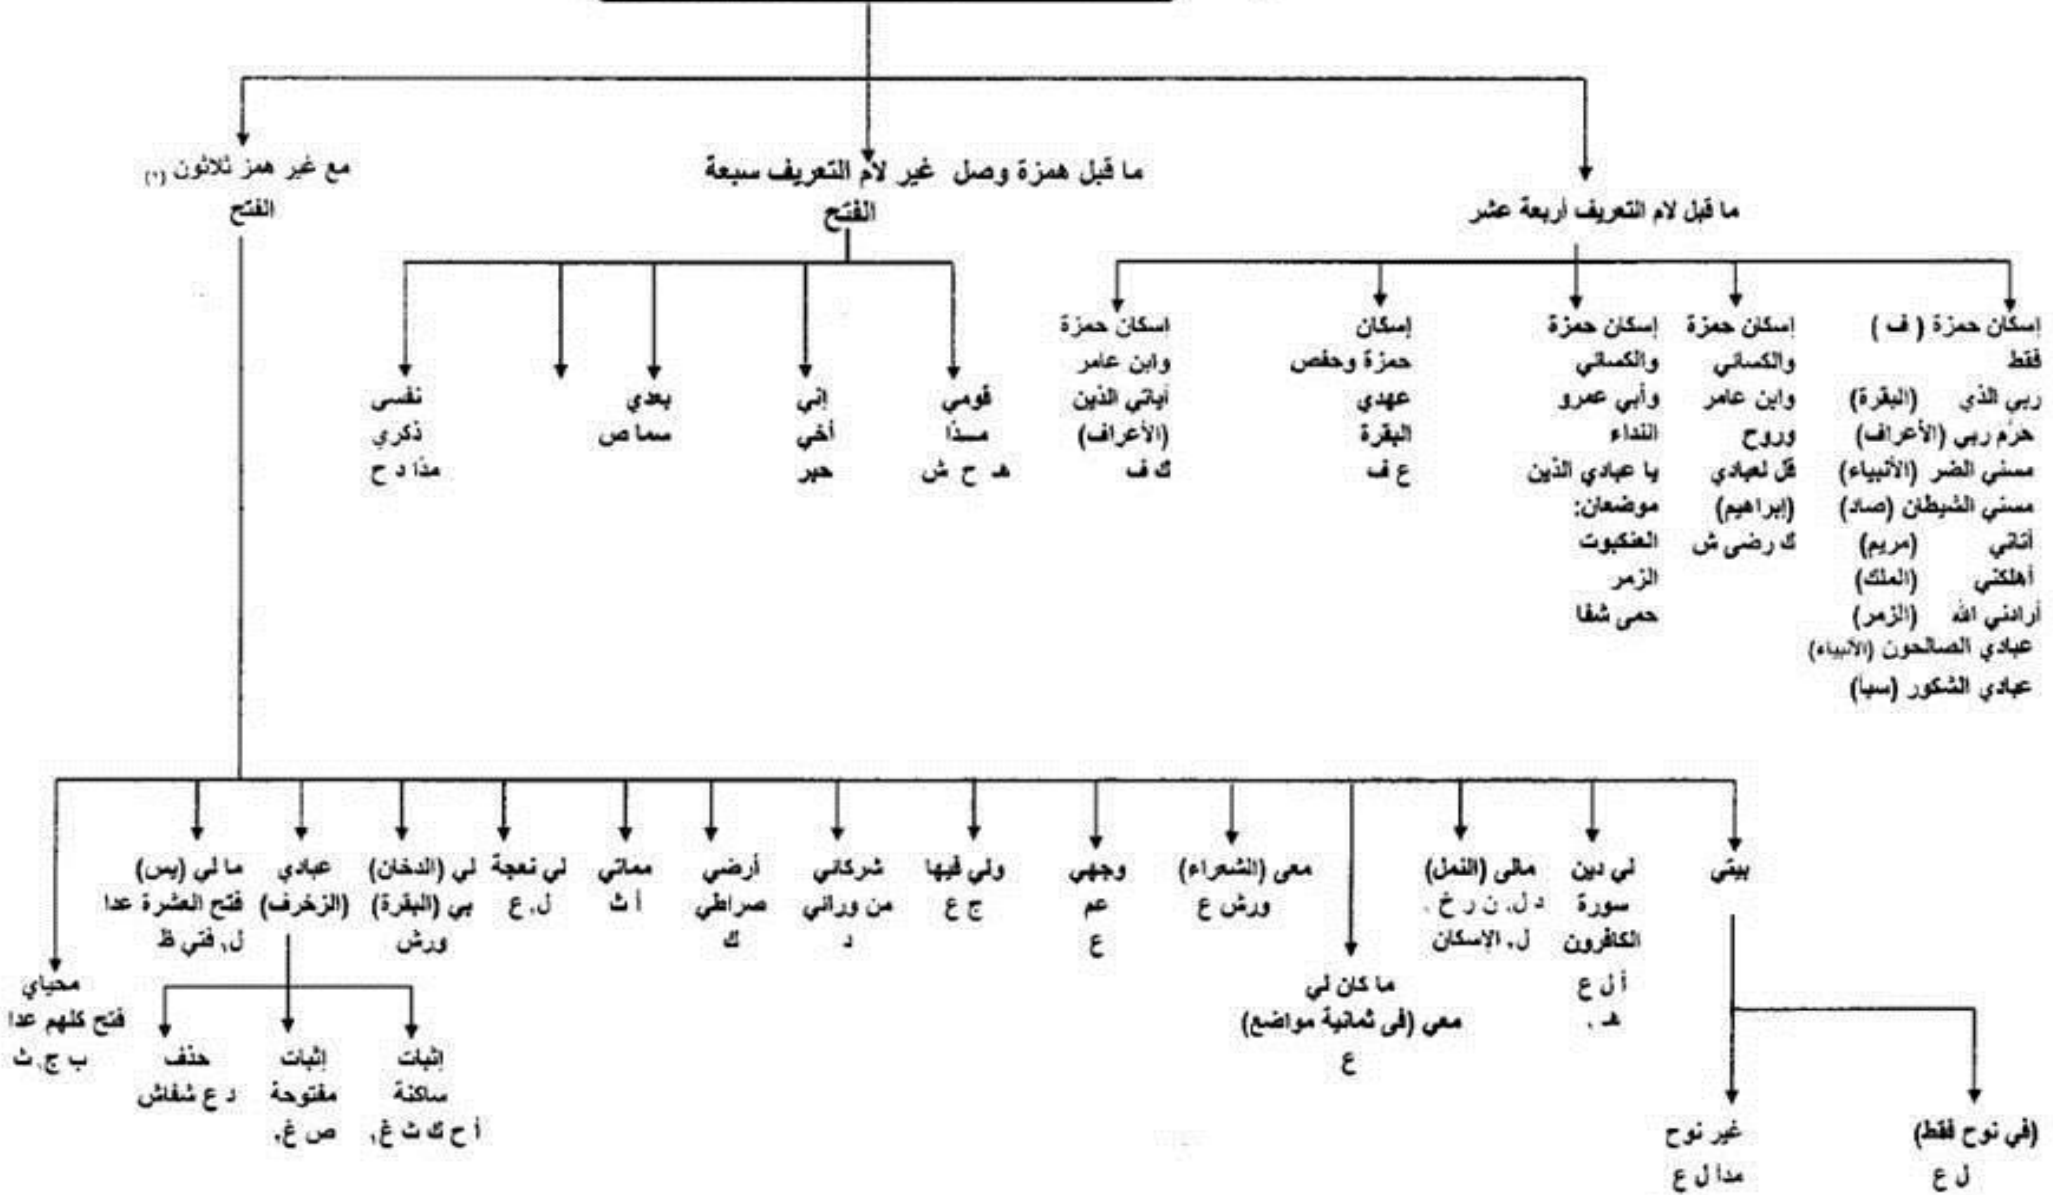 ما قبل لام التعريف أربعة عشر
إسكان حمزة ( ف )
فقط
ربي الذي (البقرة)
حرّم ربي (الأعراف)
مسني الضر (الأنبياء)
مسني الشيطان (صاد)
أتاني (مريم)
أهلكني (الملك)
أرادني الله (الزمر)
عبادي الصالحون (الأنبياء)
عبادي الشكور (سبأ)
إسكان حمزة
والكسائي
وابن عامر
وروح
قل لعبادي
(إبراهيم)
ك رضى ش
إسكان حمزة
والكسائي
وأبي عمرو
النداء
يا عبادي الذين
موضعان:
العنكبوت
الزمر
حمى شفا
إسكان
حمزة وحفص
عهدي
البقرة
ع ف
إسكان حمزة
وابن عامر
آياتي الذين
(الأعراف)
ك ف
ما قبل همزة وصل غير لام التعريف سبعة
الفتح
قومي
مدًا
هـ ح ش
إني
أخي
حبر
بعدي
سما ص
نفسي
ذكري
مدًا د ح
مع غير همز ثلاثون
الفتح
بيتي
(في نوح فقط)
ل ع
غير نوح
مدا ل ع
لي دين
سورة
الكافرون
أ ل ع
هـ ,
مالى (النمل)
د ل, ن ر خ ,
ل, الإسكان
ما كان لي
معي (فى ثمانية مواضع)
ع
معى (الشعراء)
ورش ع
وجهي
عم
ع
ولي فيها
ج ع
شركائي
من ورائي
د
أرضي
صراطي
ك
مماتي
أ ث
لي نعجة
ل, ع
لي (الدخان)
بي (البقرة)
ورش
عبادي
(الزخرف)
إثبات
ساكنة
أ ح ك ث غ,
إثبات
مفتوحة
ص غ,
حذف
د ع شفاش
ما لي (يس)
فتح العشرة عدا
ل, فتي ظ
محياي
فتح كلهم عدا
ب ج, ث